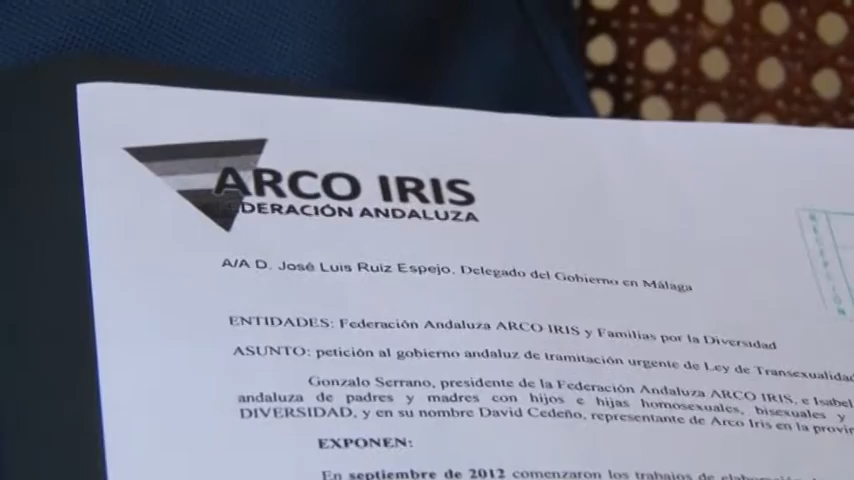 ARCO IRIS
FEDERACIÓN ANDALUZA
RECEPCIÓN
A/A D. José Luis Ruiz Espejo, Delegado del Gobierno en Málaga
ENTIDADES: Federación Andaluza ARCO IRIS y Familias por la Diversidad
ASUNTO: petición al gobierno andaluz de tramitación urgente de Ley de Transexualidad
Gonzalo Serrano, presidente de la Federación Andaluza ARCO IRIS, e Isabel
andaluza de padres y madres con hijos e hijas homosexuales, bisexuales y
DIVERSIDAD, y en su nombre David Cedeño, representante de Arco Iris en la provin
EXPONEN:
En septiembre de 2012 comenzaron los trabajos de